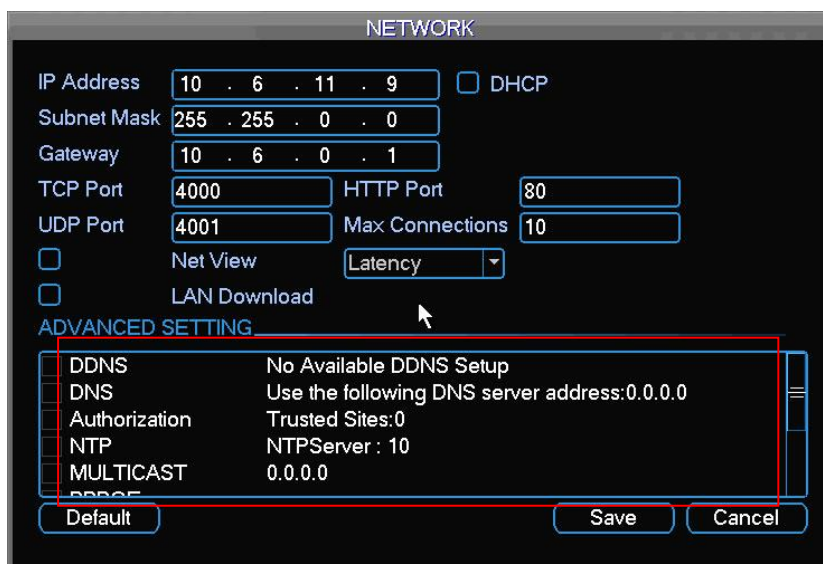 NETWORK
IP Address 10 . 6 . 11 . 9 DHCP
Subnet Mask 255 . 255 . 0 . 0
Gateway 10 . 6 . 0 . 1
TCP Port 4000 HTTP Port 80
UDP Port 4001 Max Connections 10
Net View Latency
LAN Download
ADVANCED SETTING
DDNS No Available DDNS Setup
DNS Use the following DNS server address:0.0.0.0
Authorization Trusted Sites:0
NTP NTPServer : 10
MULTICAST 0.0.0.0
Default Save Cancel